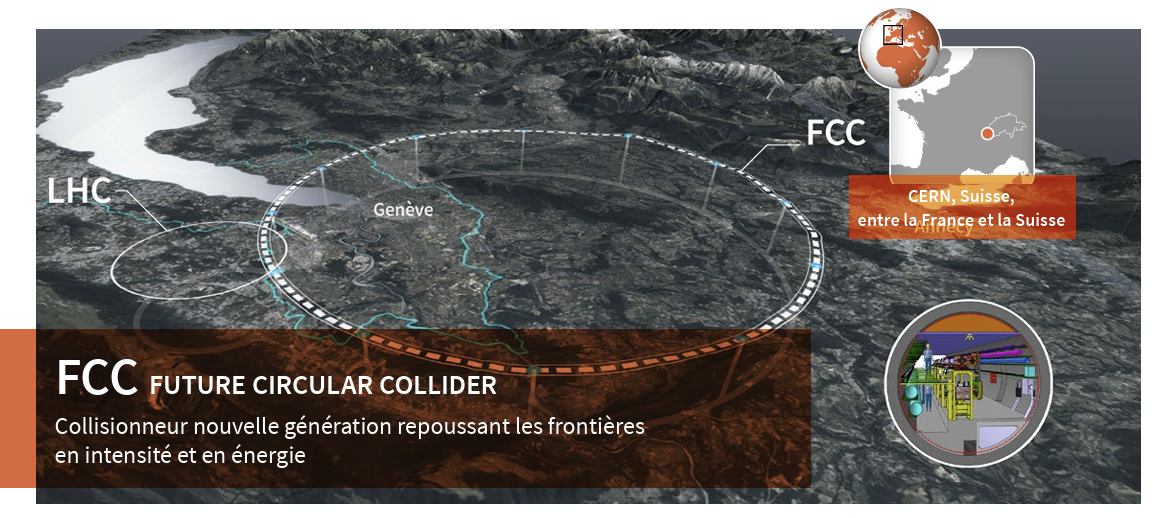 FCC
LHC
Genève
CERN, Suisse,
entre la France et la Suisse
Annecy
FCC FUTURE CIRCULAR COLLIDER
Collisionneur nouvelle génération repoussant les frontières
en intensité et en énergie